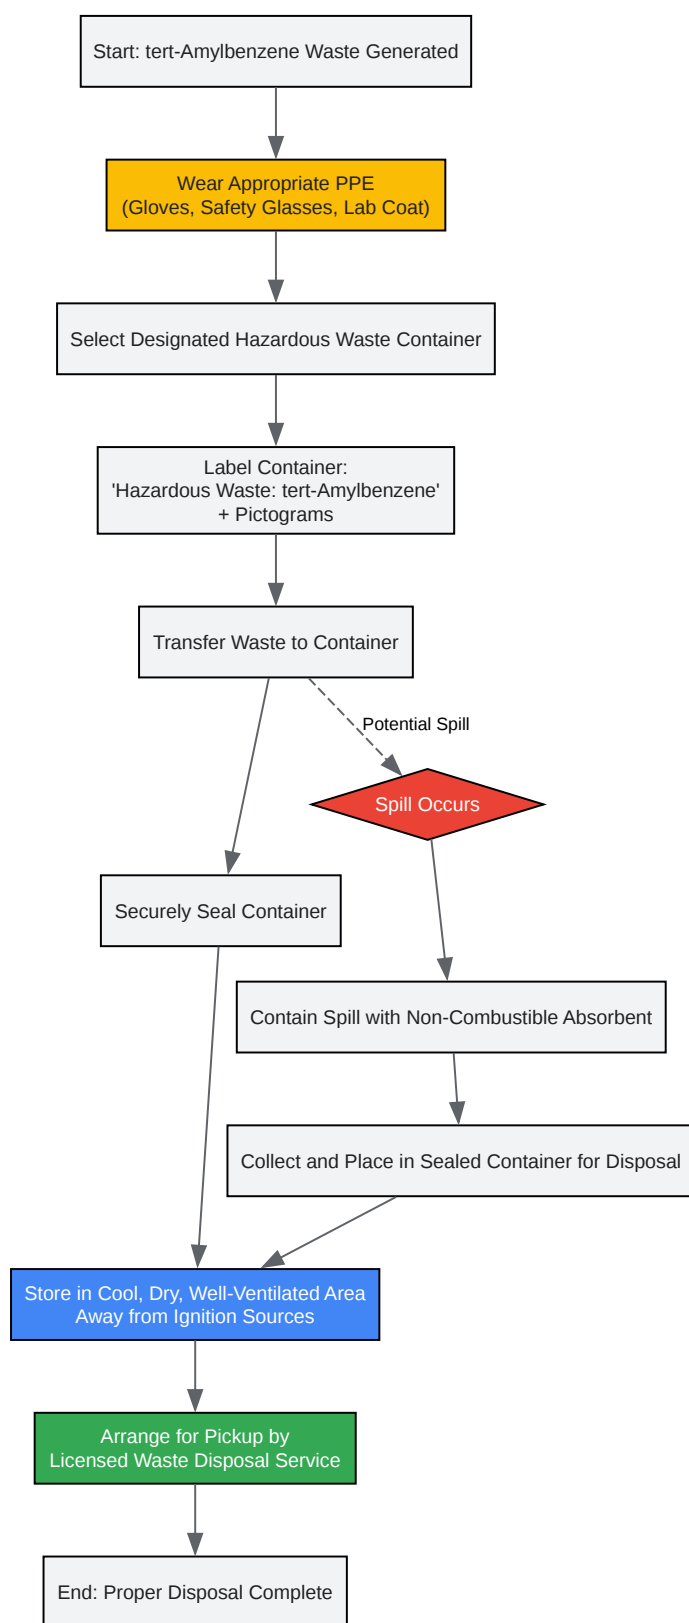 Start: tert-Amylbenzene Waste Generated
Wear Appropriate PPE
(Gloves, Safety Glasses, Lab Coat)
Select Designated Hazardous Waste Container
Label Container:
'Hazardous Waste: tert-Amylbenzene'
+ Pictograms
Transfer Waste to Container
Potential Spill
Spill Occurs
Securely Seal Container
Contain Spill with Non-Combustible Absorbent
Collect and Place in Sealed Container for Disposal
Store in Cool, Dry, Well-Ventilated Area
Away from Ignition Sources
Arrange for Pickup by
Licensed Waste Disposal Service
End: Proper Disposal Complete